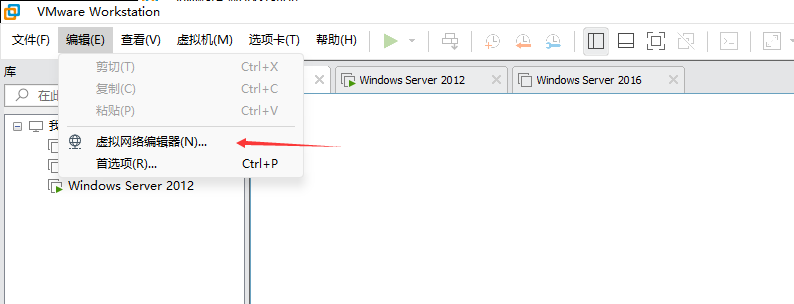 VMware Workstation
文件(F) 编辑(E) 查看(V) 虚拟机(M) 选项卡(T) 帮助(H)
库
剪切(T) Ctrl+X
Windows Server 2012
Windows Server 2016
复制(C) Ctrl+C
在此
粘贴(P) Ctrl+V
虚拟网络编辑器(N)...
首选项(R)... Ctrl+P
Windows Server 2012